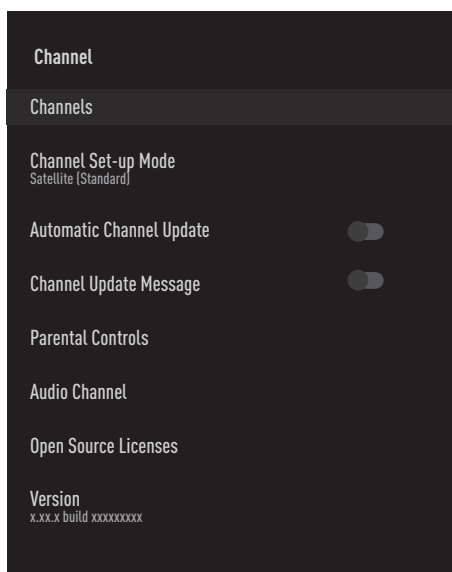 Channel
Channels
Channel Set-up Mode
Satellite (Standard)
Automatic Channel Update
Channel Update Message
Parental Controls
Audio Channel
Open Source Licenses
Version
x.xx.x build xxxxxxxxx